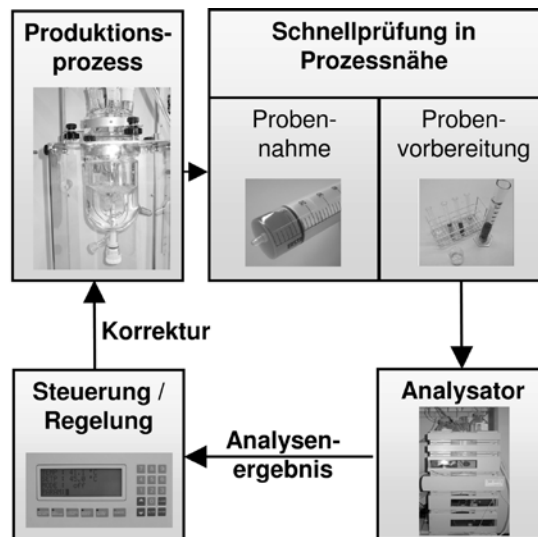 Produktions-
prozess
Schnellprüfung in
Prozessnähe
Proben-
nahme
Proben-
vorbereitung
Korrektur
Steuerung /
Regelung
Analysen-
ergebnis
Analysator